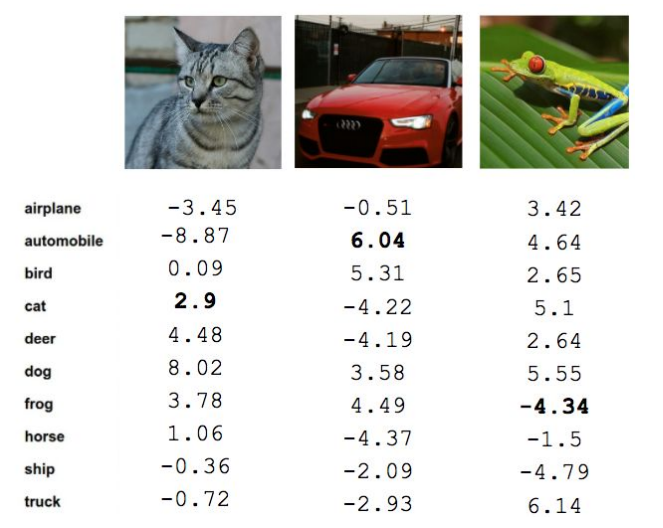 airplane -3.45 -0.51 3.42
automobile -8.87 6.04 4.64
bird 0.09 5.31 2.65
cat 2.9 -4.22 5.1
deer 4.48 -4.19 2.64
dog 8.02 3.58 5.55
frog 3.78 4.49 -4.34
horse 1.06 -4.37 -1.5
ship -0.36 -2.09 -4.79
truck -0.72 -2.93 6.14